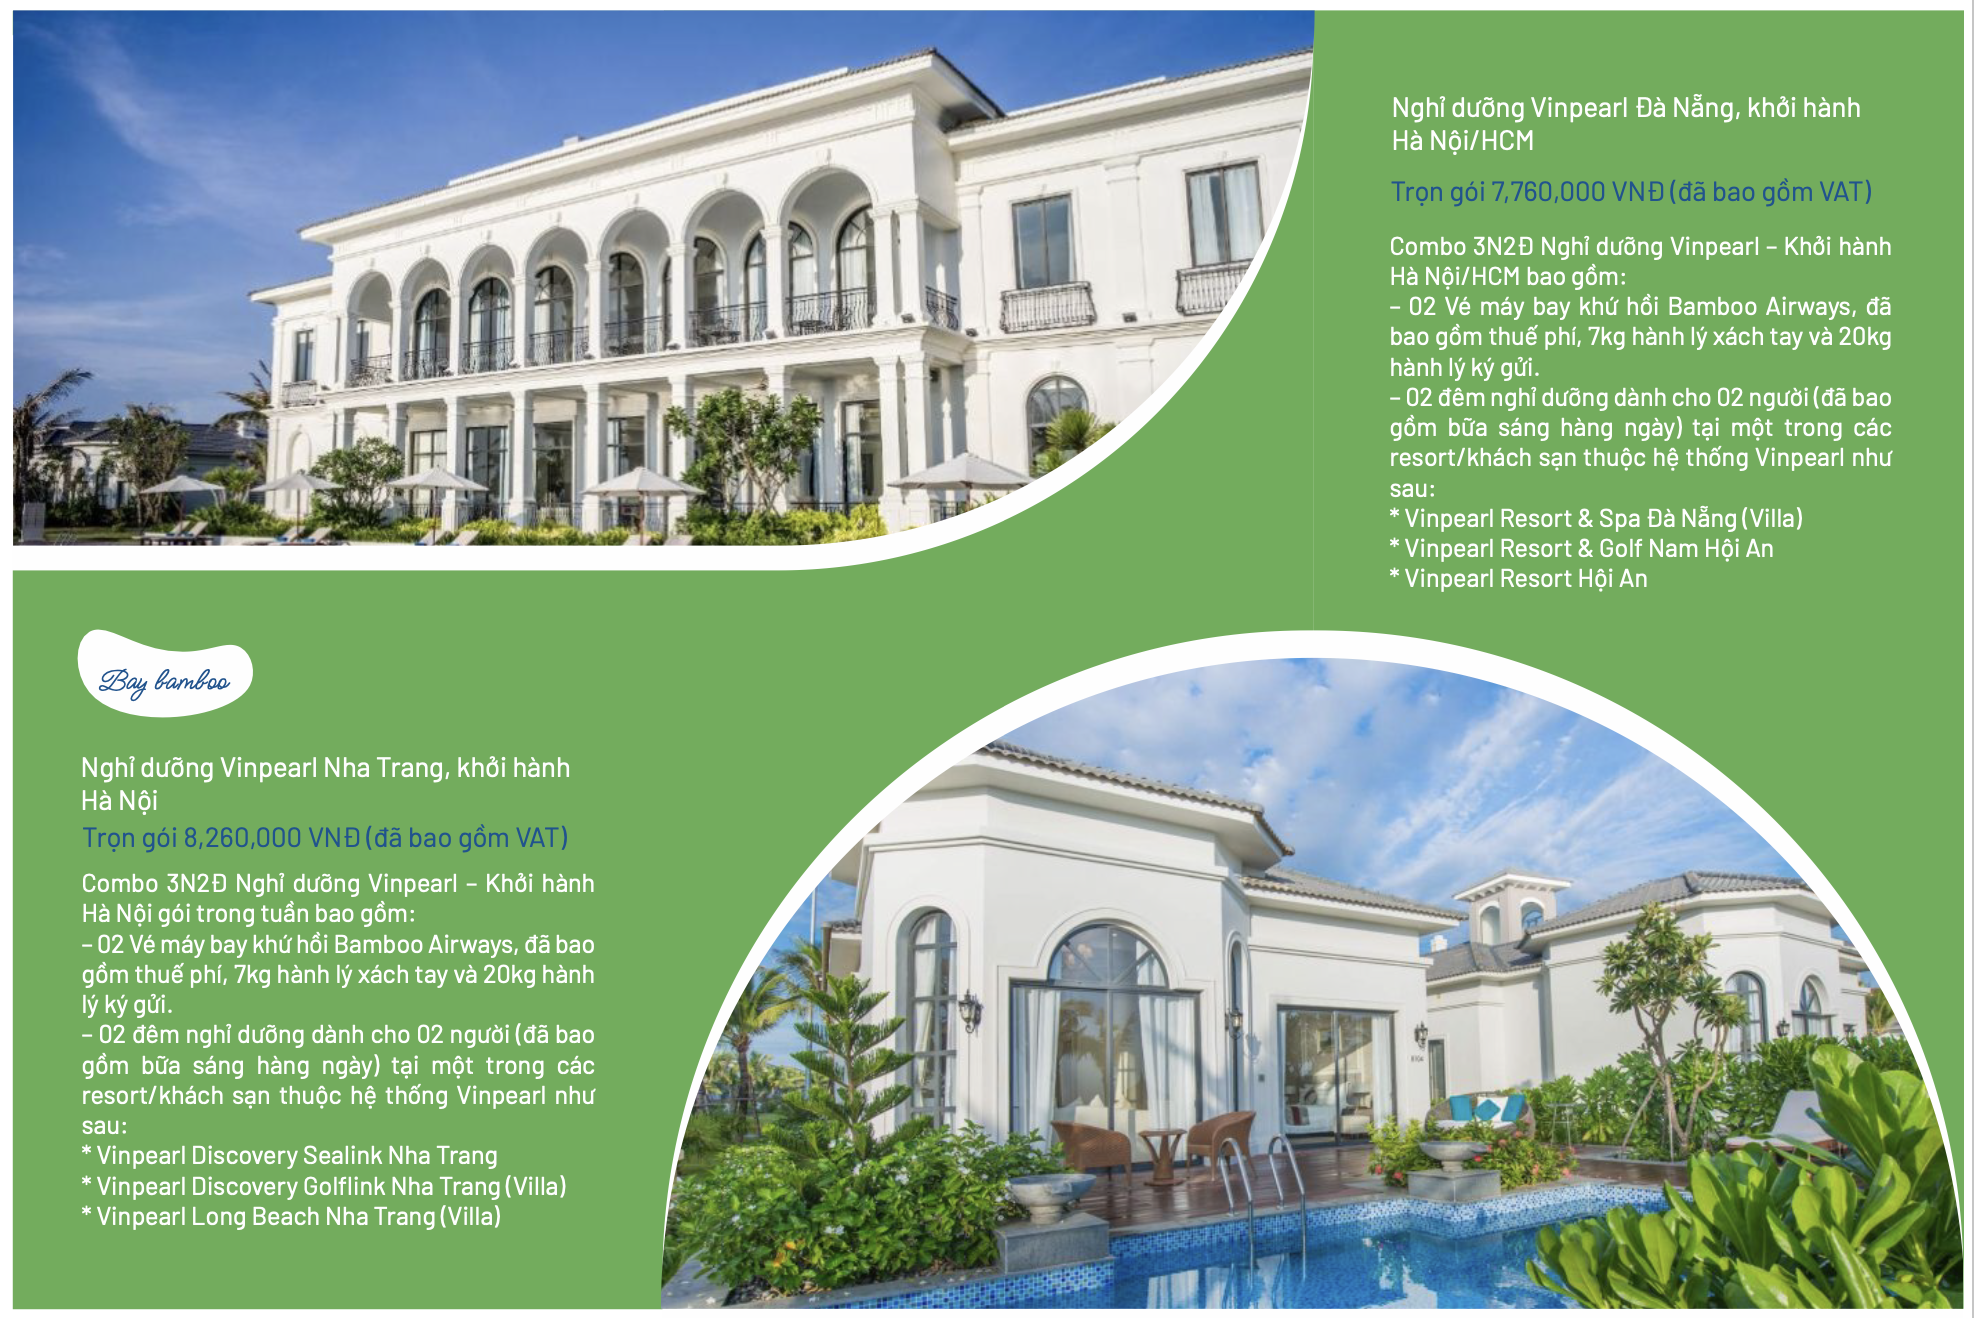 Nghỉ dưỡng Vinpearl Đà Nẵng, khởi hành
Hà Nội/HCM
Trọn gói 7,760,000 VNĐ (đã bao gồm VAT)
Combo 3N2Đ Nghỉ dưỡng Vinpearl – Khởi hành
Hà Nội/HCM bao gồm:
– 02 Vé máy bay khứ hồi Bamboo Airways, đã
bao gồm thuế phí, 7kg hành lý xách tay và 20kg
hành lý ký gửi.
– 02 đêm nghỉ dưỡng dành cho 02 người (đã bao
gồm bữa sáng hàng ngày) tại một trong các
resort/khách sạn thuộc hệ thống Vinpearl như
sau:
* Vinpearl Resort & Spa Đà Nẵng (Villa)
* Vinpearl Resort & Golf Nam Hội An
* Vinpearl Resort Hội An
Bay bamboo
Nghỉ dưỡng Vinpearl Nha Trang, khởi hành
Hà Nội
Trọn gói 8,260,000 VNĐ (đã bao gồm VAT)
Combo 3N2Đ Nghỉ dưỡng Vinpearl – Khởi hành
Hà Nội gói trong tuần bao gồm:
– 02 Vé máy bay khứ hồi Bamboo Airways, đã bao
gồm thuế phí, 7kg hành lý xách tay và 20kg hành
lý ký gửi.
– 02 đêm nghỉ dưỡng dành cho 02 người (đã bao
gồm bữa sáng hàng ngày) tại một trong các
resort/khách sạn thuộc hệ thống Vinpearl như
sau:
* Vinpearl Discovery Sealink Nha Trang
* Vinpearl Discovery Golflink Nha Trang (Villa)
* Vinpearl Long Beach Nha Trang (Villa)